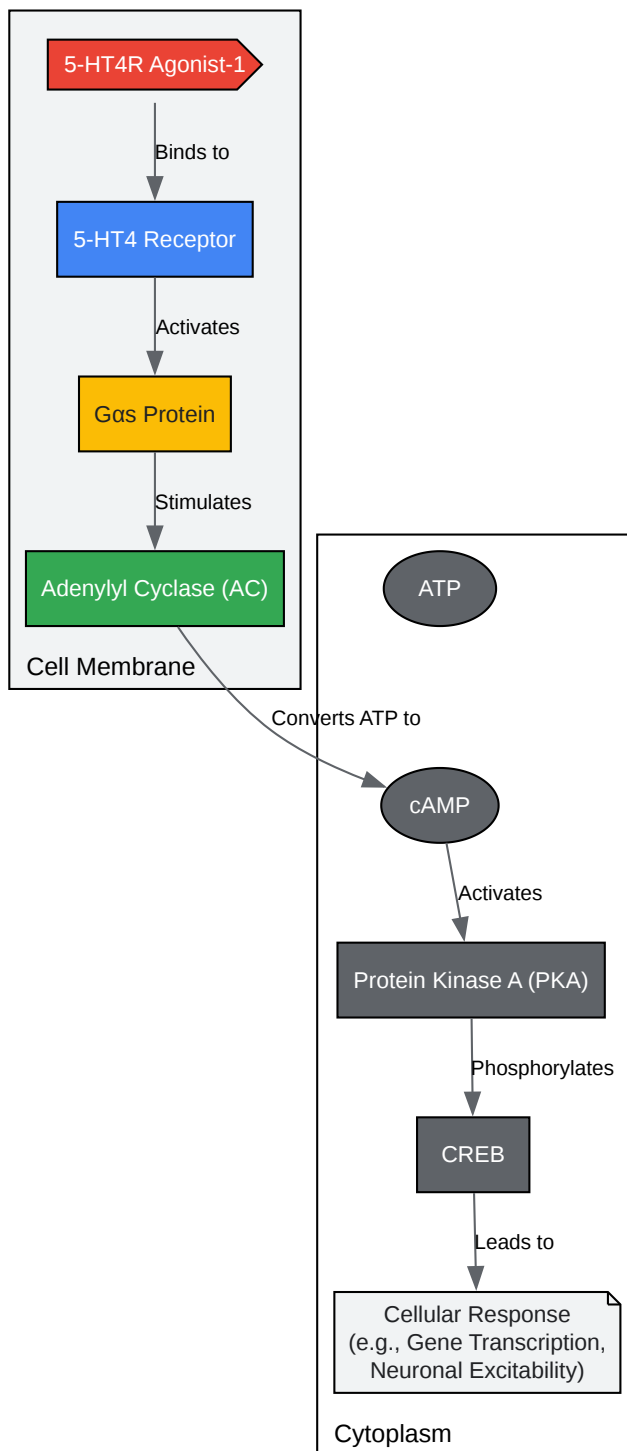 5-HT4R Agonist-1
Binds to
5-HT4 Receptor
Activates
Gαs Protein
Stimulates
Adenylyl Cyclase (AC)
Cell Membrane
ATP
Converts ATP to
cAMP
Activates
Protein Kinase A (PKA)
Phosphorylates
CREB
Leads to
Cellular Response
(e.g., Gene Transcription,
Neuronal Excitability)
Cytoplasm